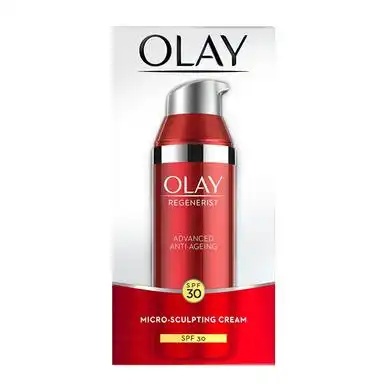 OLAY
OLAY
REGENERIST
ADVANCED
ANTI-AGEING
SPF
30
MICRO-SCULPTING CREAM
SPF 30